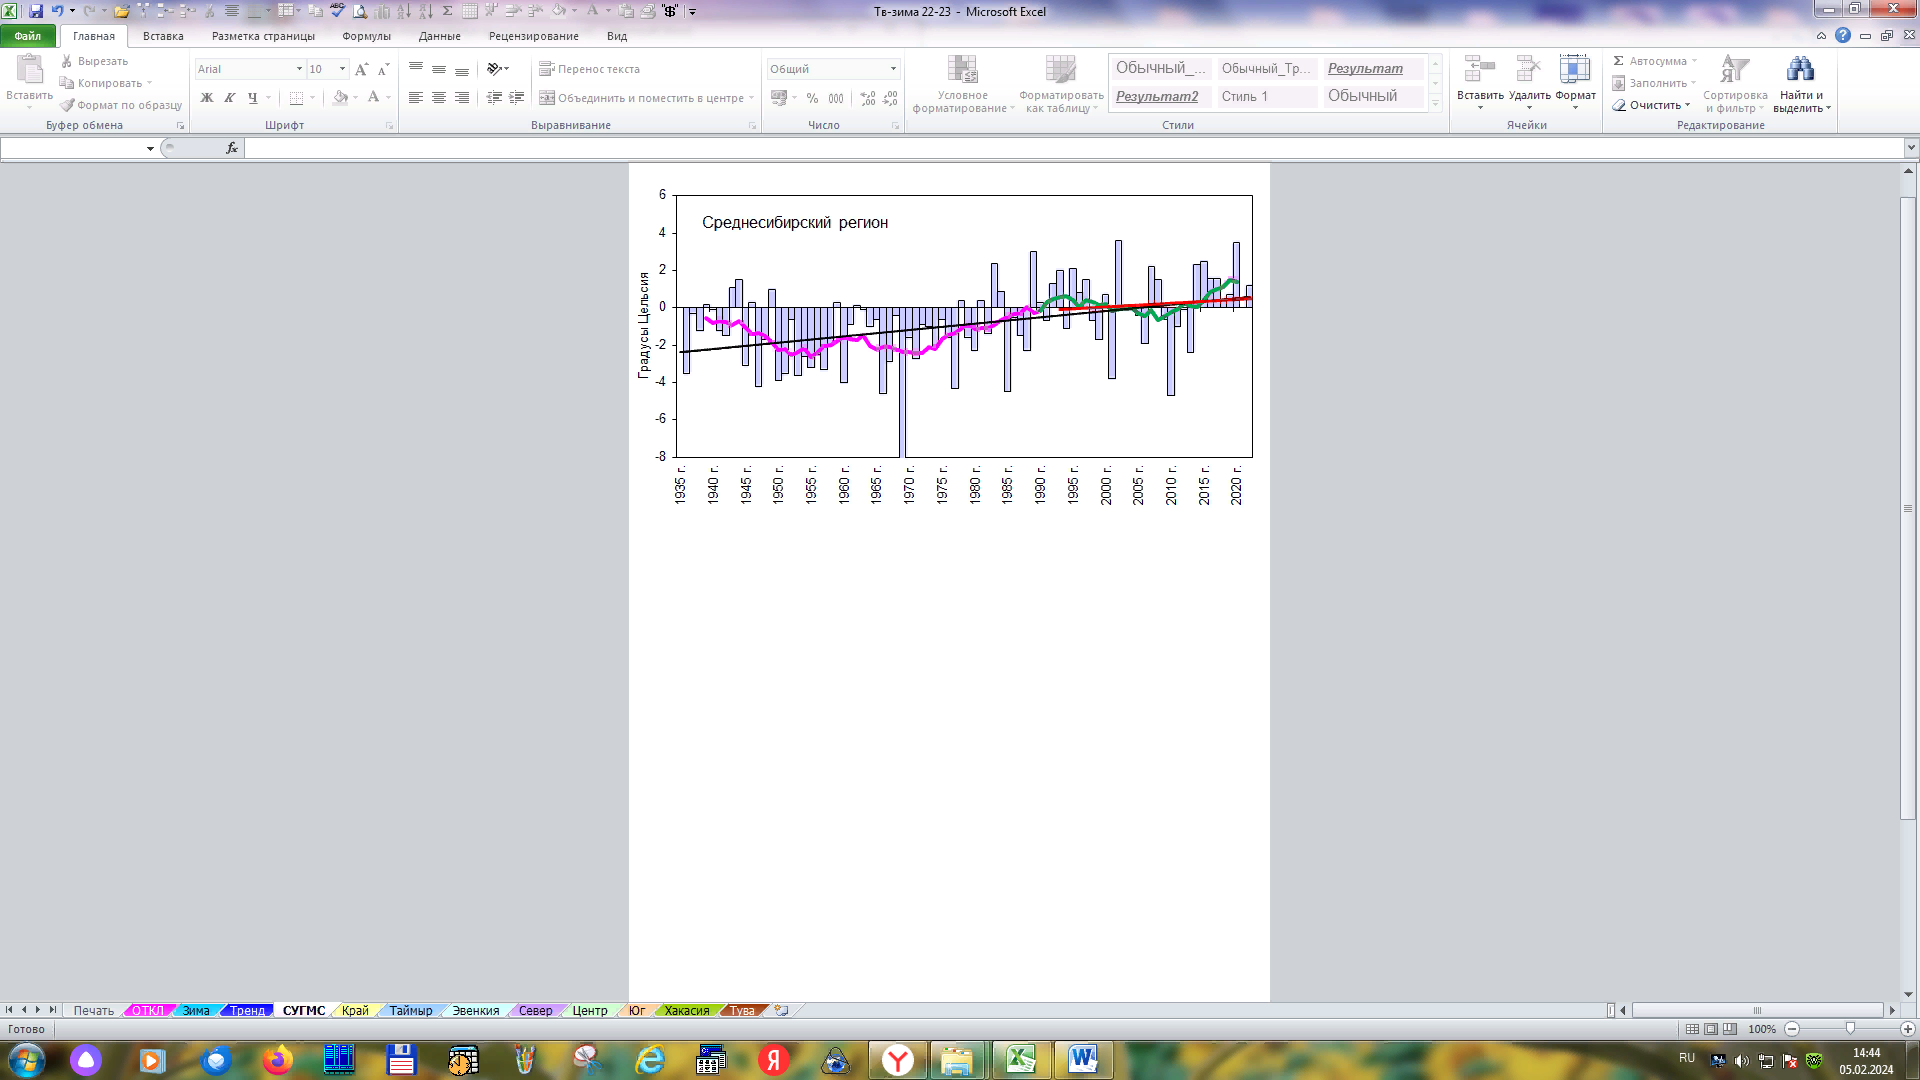 Тв-зима 22-23 - Microsoft Excel
Файл Главная Вставка Разметка страницы Формулы Данные Рецензирование Вид
Вставить
Вырезать
Копировать
Формат по образцу
Буфер обмена
Arial 10
Ж К Ч
Шрифт
Перенос текста
Объединить и поместить в центре
Выравнивание
Общий
% 000
Число
Условное форматирование
Форматировать как таблицу
Обычный_... Обычный_Тр... Результат
Результат2 Стиль 1 Обычный
Стили
Вставить Удалить Формат
Ячейки
Σ Автосумма
Заполнить
Очистить
Сортировка и фильтр
Найти и выделить
Редактирование
fx
Среднесибирский регион
Градусы Цельсия
6
4
2
0
-2
-4
-6
-8
1935 г. 1940 г. 1945 г. 1950 г. 1955 г. 1960 г. 1965 г. 1970 г. 1975 г. 1980 г. 1985 г. 1990 г. 1995 г. 2000 г. 2005 г. 2010 г. 2015 г. 2020 г.
Печать ОТКЛ Зима Тренд СУГМС Край Таймыр Эвенкия Север Центр Юг Хакасия Тува
Готово 100%
RU 14:44
05.02.2024